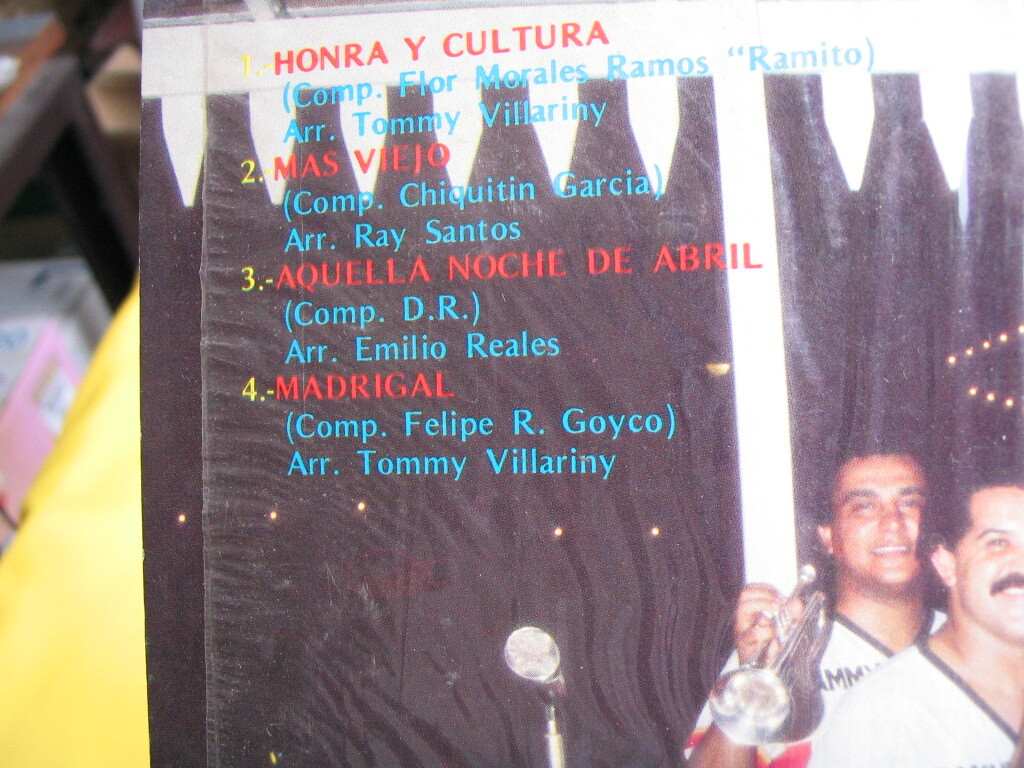 1.-HONRA Y CULTURA
(Comp. Flor Morales Ramos "Ramito)
Arr. Tommy Villariny
2.-MAS VIEJO
(Comp. Chiquitin Garcia)
Arr. Ray Santos
3.-AQUELLA NOCHE DE ABRIL
(Comp. D.R.)
Arr. Emilio Reales
4.-MADRIGAL
(Comp. Felipe R. Goyco)
Arr. Tommy Villariny